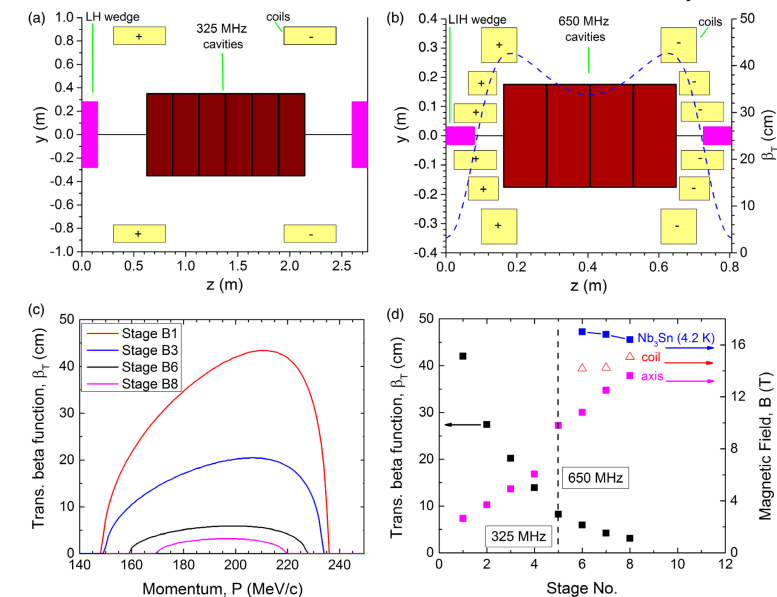 (a)
LH wedge
325 MHz
cavities
coils
+
-
+
-
y (m)
1.0
0.8
0.6
0.4
0.2
0.0
-0.2
-0.4
-0.6
-0.8
-1.0
0.0
0.5
1.0
1.5
2.0
2.5
z (m)
(b)
LIH wedge
650 MHz
cavities
coils
+
+
+
+
+
+
-
-
-
-
-
-
y (m)
0.4
0.3
0.2
0.1
0.0
-0.1
-0.2
-0.3
-0.4
0.0
0.2
0.4
0.6
0.8
z (m)
50
40
30
20
10
0
β_T (cm)
(c)
Stage B1
Stage B3
Stage B6
Stage B8
Trans. beta function, β_T (cm)
50
40
30
20
10
0
140
160
180
200
220
240
Momentum, P (MeV/c)
(d)
Nb₃Sn (4.2 K)
coil
axis
650 MHz
325 MHz
Trans. beta function, β_T (cm)
50
45
40
35
30
25
20
15
10
5
0
0
2
4
6
8
10
12
Stage No.
16
12
8
4
0
Magnetic Field, B (T)